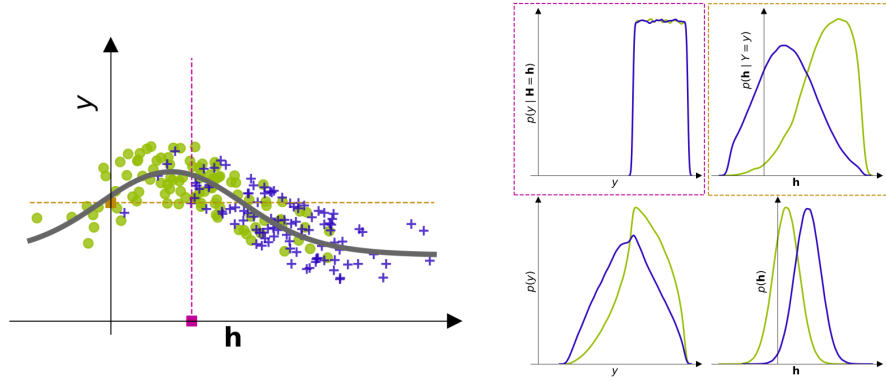 y
h
p(y | H = h)
y
p(h | Y = y)
h
p(y)
y
p(h)
h